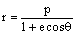 r = p / (1 + e cosθ)